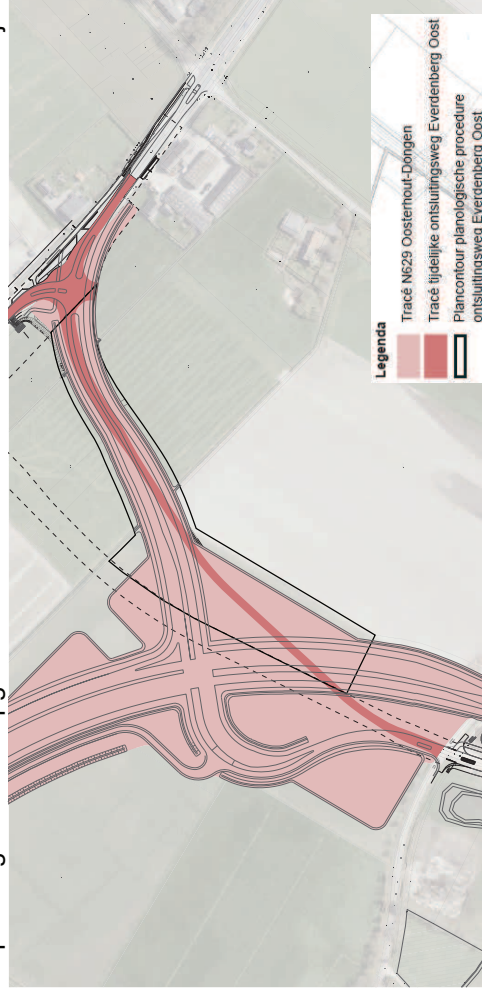 Legenda
Tracé N629 Oosterhout-Dongen
Tracé tijdelijke ontsluitingsweg Everdenberg Oost
Plancontour planologische procedure
ontsluitingsweg Everdenberg Oost